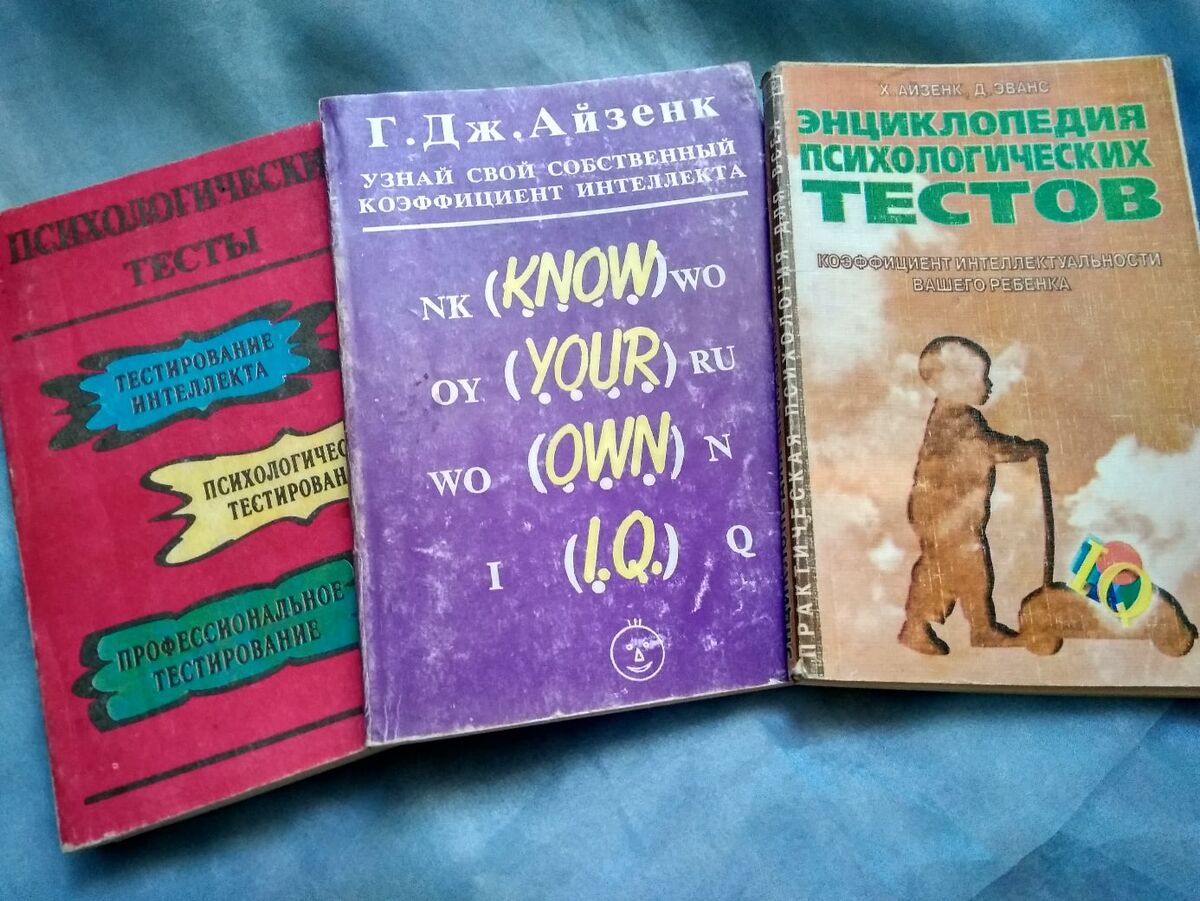 ПСИХОЛОГИЧЕСКИ
ТЕСТЫ
ТЕСТИРОВАНИЕ
ИНТЕЛЛЕКТА
ПСИХОЛОГИЧЕС
ТЕСТИРОВАН
ПРОФЕССИОНАЛЬНОЕ
ТЕСТИРОВАНИЕ
Г.Дж.Айзенк
УЗНАЙ СВОЙ СОБСТВЕННЫЙ
КОЭФФИЦИЕНТ ИНТЕЛЛЕКТА
NK (KNOW) WO
OY (YOUR) RU
WO (OWN) N
I (I.Q.) Q
Х. АЙЗЕНК, Д. ЭВАНС
ЭНЦИКЛОПЕДИЯ
ПСИХОЛОГИЧЕСКИХ
ТЕСТОВ
КОЭФФИЦИЕНТ ИНТЕЛЛЕКТУАЛЬНОСТИ
ВАШЕГО РЕБЕНКА
IQ
ПРАКТИЧЕСКАЯ ПСИХОЛОГИЯ ДЛЯ ВСЕХ